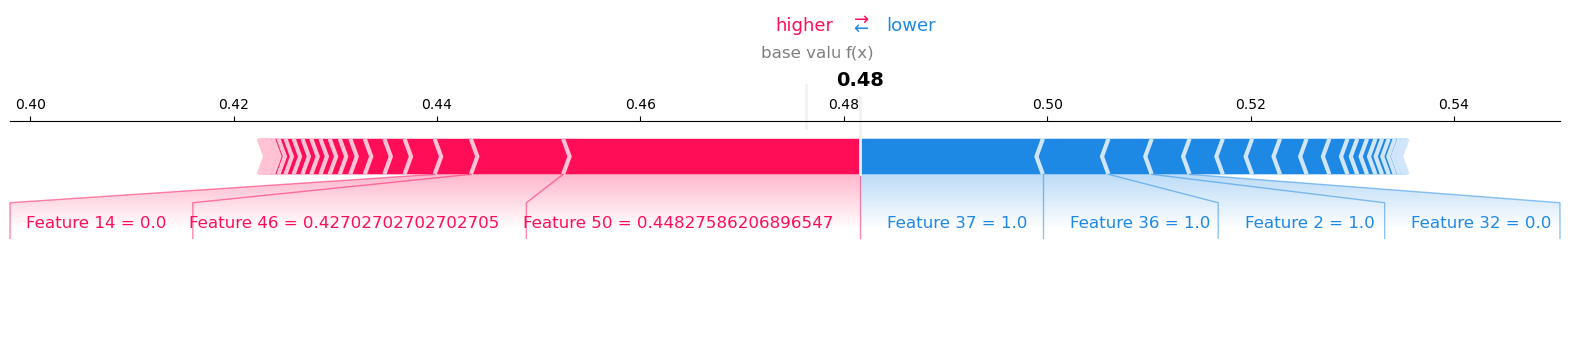 higher ⇄ lower
base valu f(x)
0.48
0.40 0.42 0.44 0.46 0.48 0.50 0.52 0.54
Feature 14 = 0.0 Feature 46 = 0.42702702702702705 Feature 50 = 0.44827586206896547 Feature 37 = 1.0 Feature 36 = 1.0 Feature 2 = 1.0 Feature 32 = 0.0